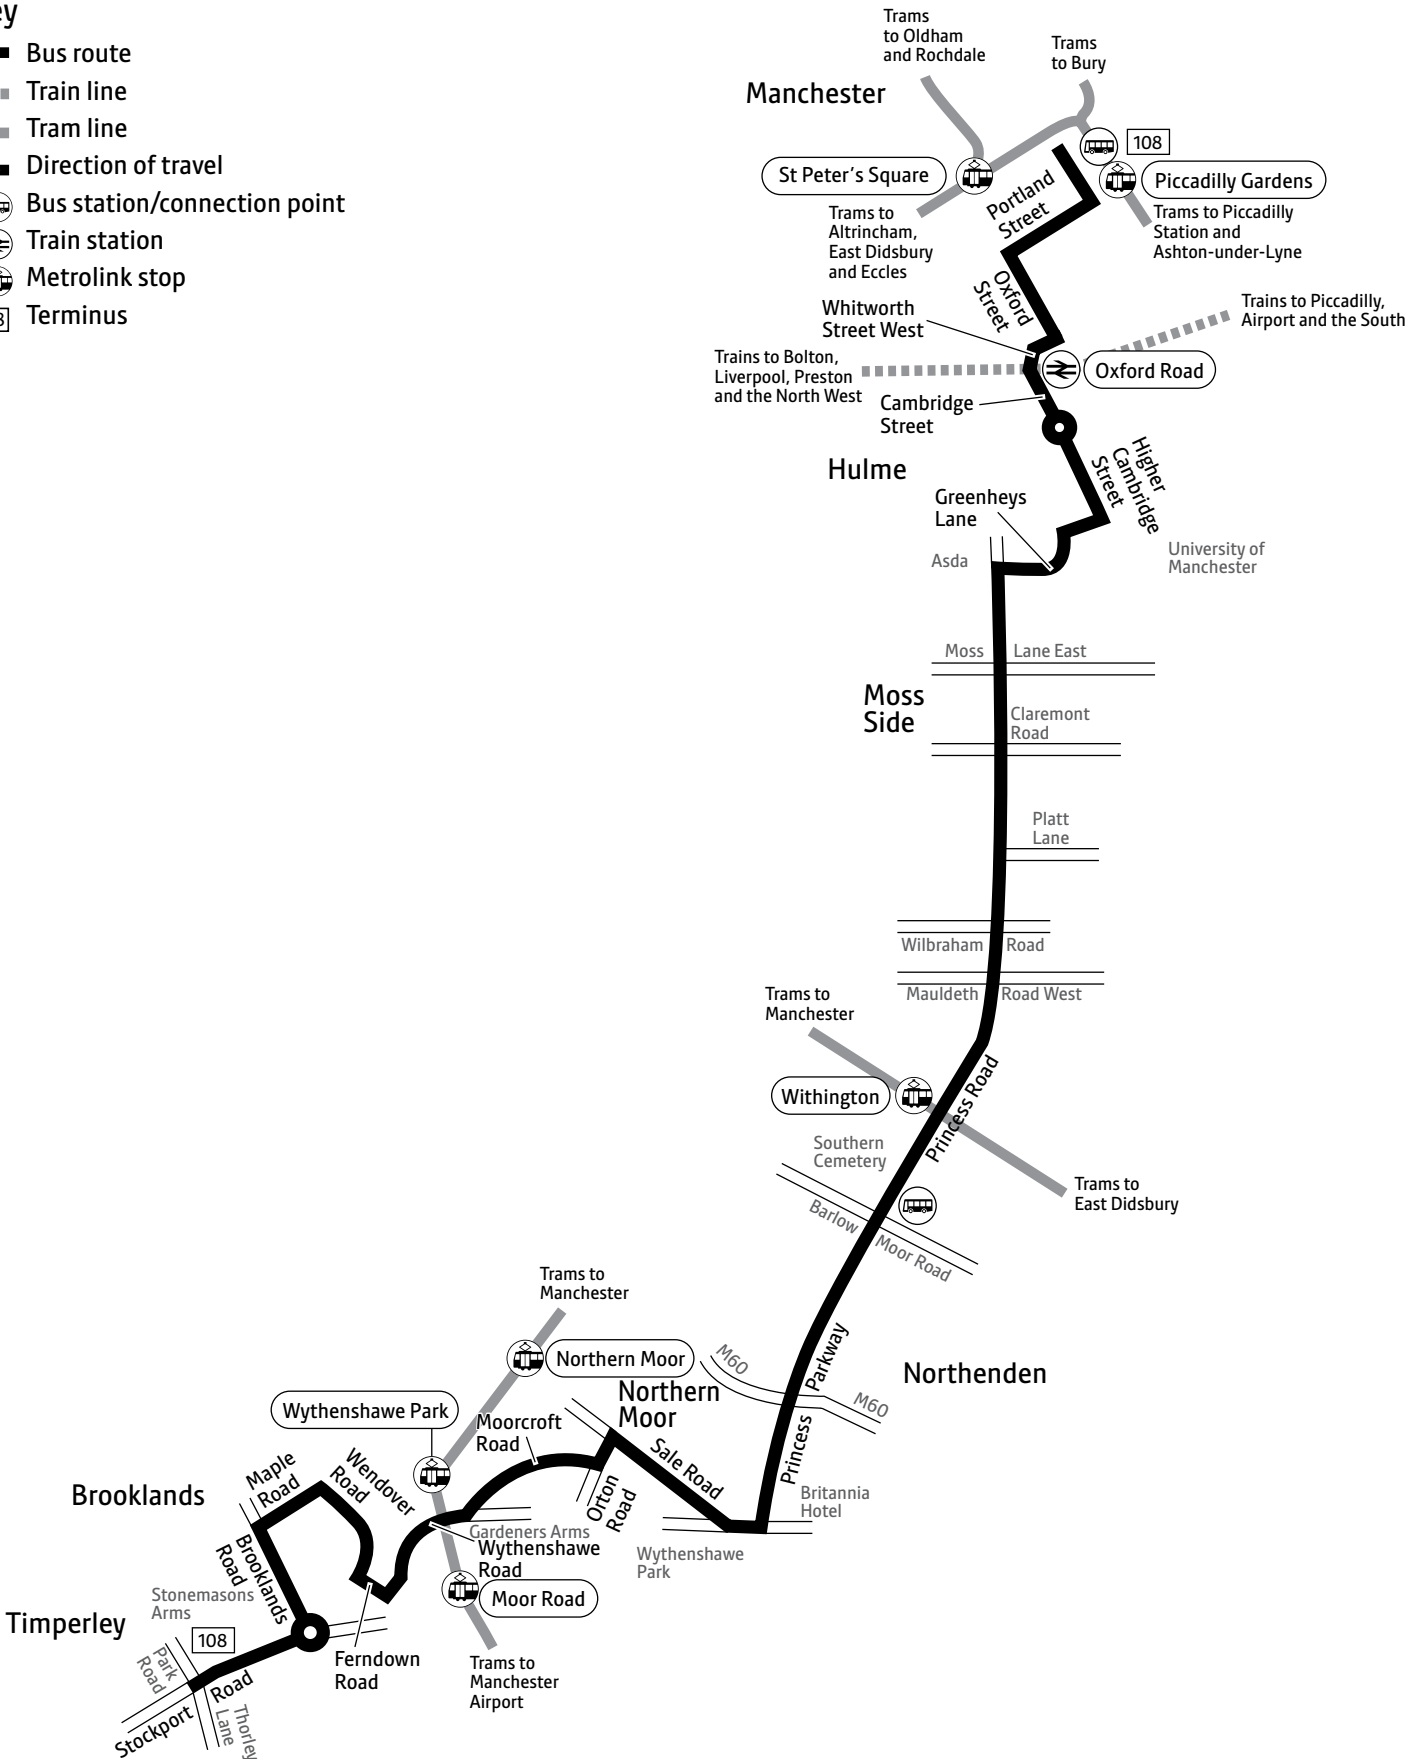 ey
Bus route
Train line
Tram line
Direction of travel
Bus station/connection point
Train station
Metrolink stop
Terminus
Trams
to Oldham
and Rochdale
Trams
to Bury
Manchester
108
St Peter's Square
Piccadilly Gardens
Portland
Street
Trams to
Altrincham,
East Didsbury
and Eccles
Trams to Piccadilly
Station and
Ashton-under-Lyne
Oxford
Street
Whitworth
Street West
Trains to Piccadilly,
Airport and the South
Trains to Bolton,
Liverpool, Preston
and the North West
Oxford Road
Cambridge
Street
Hulme
Higher
Cambridge
Street
Greenheys
Lane
Asda
University of
Manchester
Moss Lane East
Moss
Side
Claremont
Road
Platt
Lane
Wilbraham Road
Mauldeth Road West
Trams to
Manchester
Withington
Princess Road
Southern
Cemetery
Trams to
East Didsbury
Barlow Moor Road
Trams to
Manchester
Northern Moor
M60
Princess Parkway
M60
Northenden
Northern
Moor
Wythenshawe Park
Moorcroft
Road
Sale Road
Orton
Road
Maple
Road
Wendover
Road
Brooklands
Britannia
Hotel
Gardeners Arms
Wythenshawe
Road
Wythenshawe
Park
Brooklands
Road
Stonemasons
Arms
Moor Road
Timperley
108
Ferndown
Road
Trams to
Manchester
Airport
Park
Road
Stockport Road
Thorley
Lane